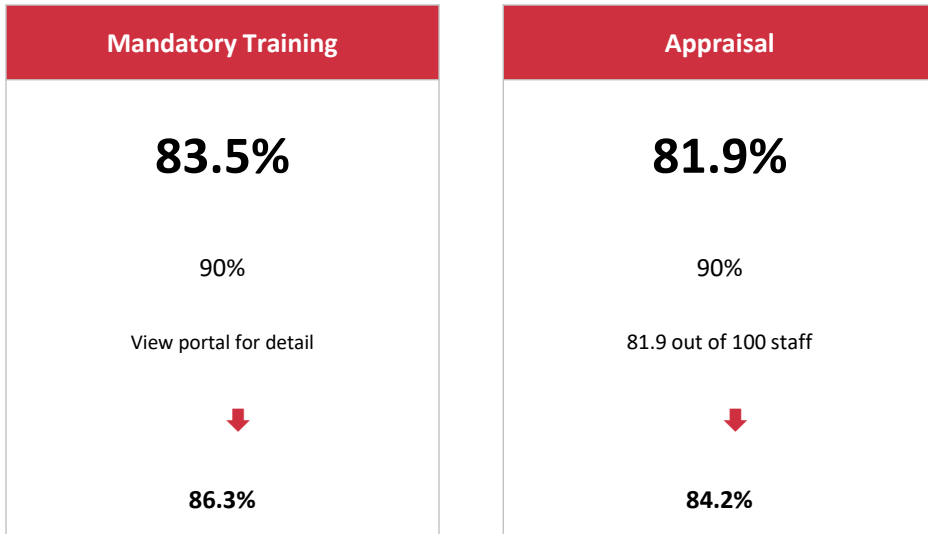 Mandatory Training
83.5%
90%
View portal for detail
86.3%
Appraisal
81.9%
90%
81.9 out of 100 staff
84.2%